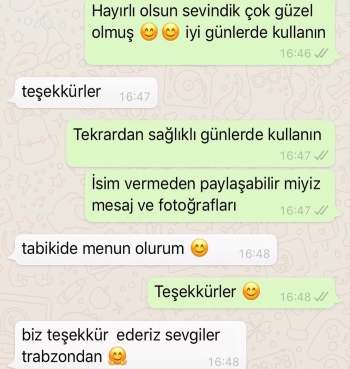 Hayırlı olsun sevindik çok güzel
olmuş 😊😊 iyi günlerde kullanın
16:46
teşekkürler 16:47
Tekrardan sağlıklı günlerde kullanın
16:47
İsim vermeden paylaşabilir miyiz
mesaj ve fotoğrafları 16:47
tabikide menun olurum 😊 16:48
Teşekkürler 😊 16:48
biz teşekkür ederiz sevgiler
trabzondan 🤗 16:48